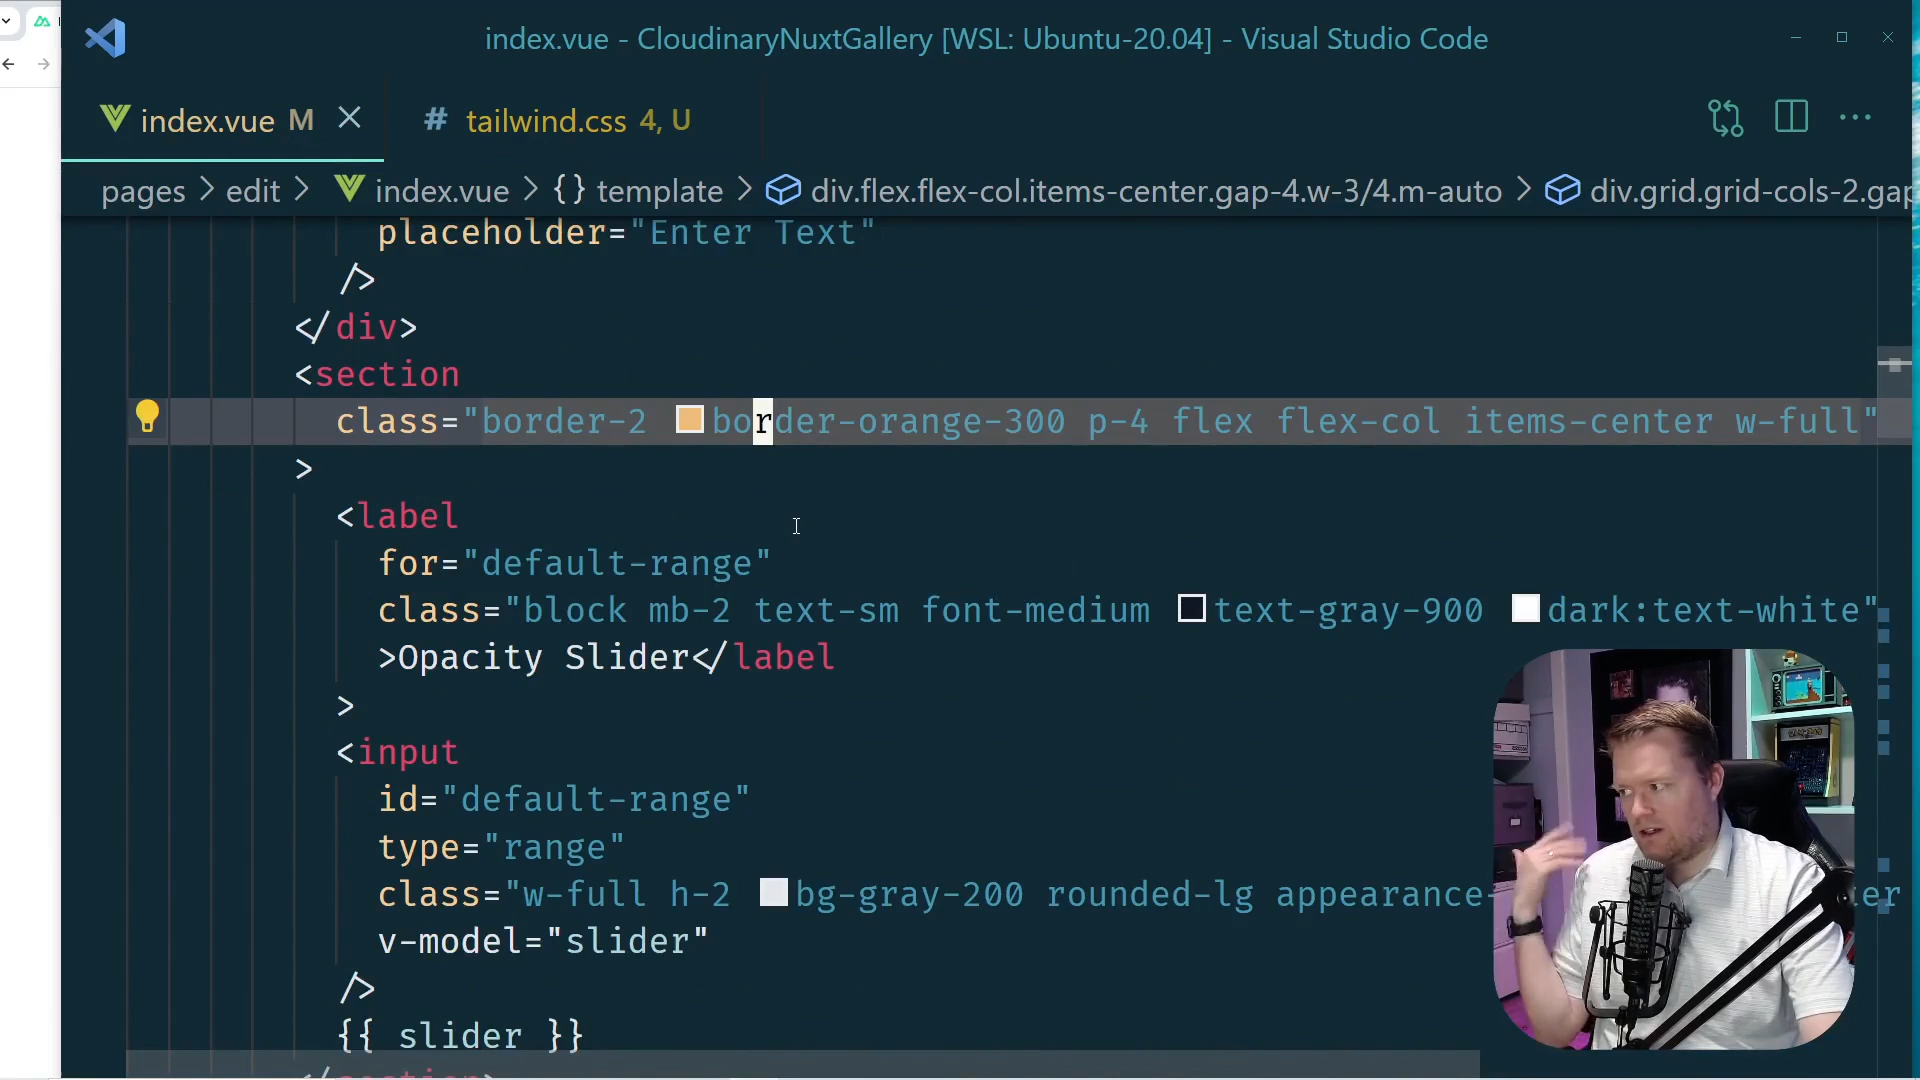 index.vue - CloudinaryNuxtGallery [WSL: Ubuntu-20.04] - Visual Studio Code
index.vue M
# tailwind.css 4, U
pages > edit > index.vue > {} template > div.flex.flex-col.items-center.gap-4.w-3/4.m-auto > div.grid.grid-cols-2.gap
placeholder="Enter Text"
/>
</div>
<section
class="border-2 border-orange-300 p-4 flex flex-col items-center w-full"
>
<label
for="default-range"
class="block mb-2 text-sm font-medium text-gray-900 dark:text-white"
>Opacity Slider</label
>
<input
id="default-range"
type="range"
class="w-full h-2 bg-gray-200 rounded-lg appearance-
v-model="slider"
/>
{{ slider }}
</section>